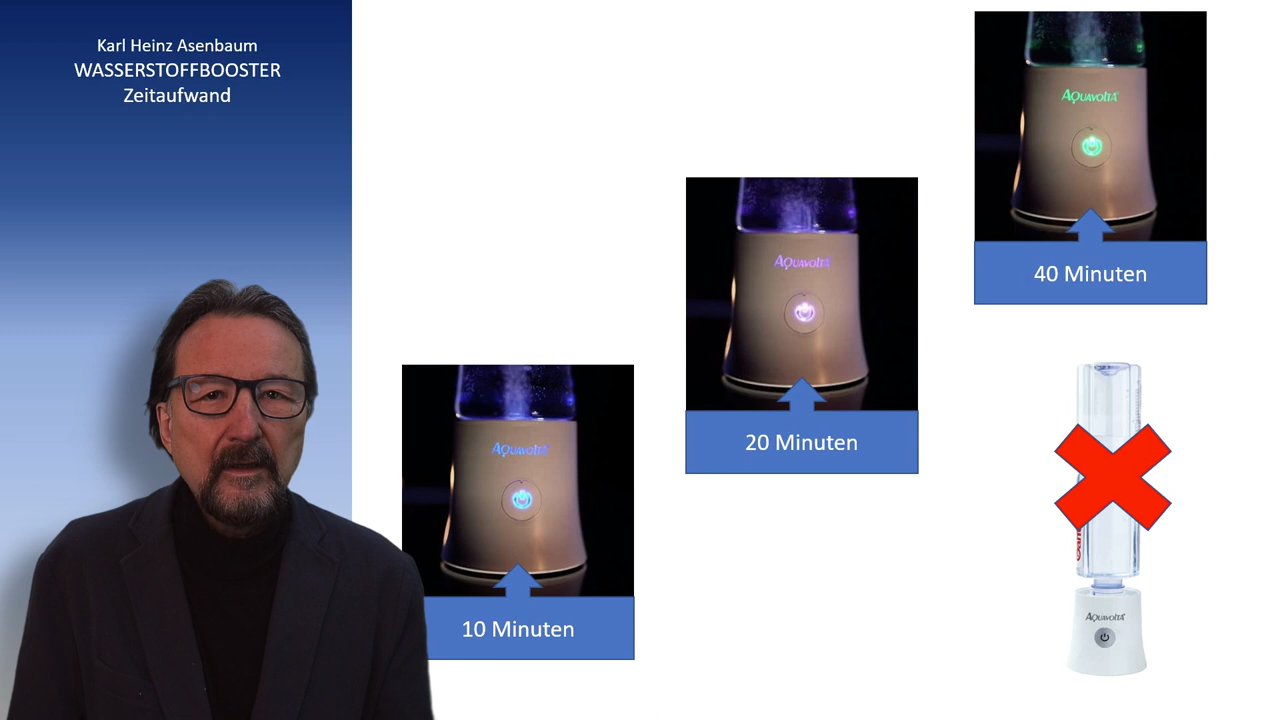 Karl Heinz Asenbaum
WASSERSTOFFBOOSTER
Zeitaufwand
AQUAVOLTA
40 Minuten
AQUAVOLTA
20 Minuten
AQUAVOLTA
10 Minuten
AQUAVOLTA